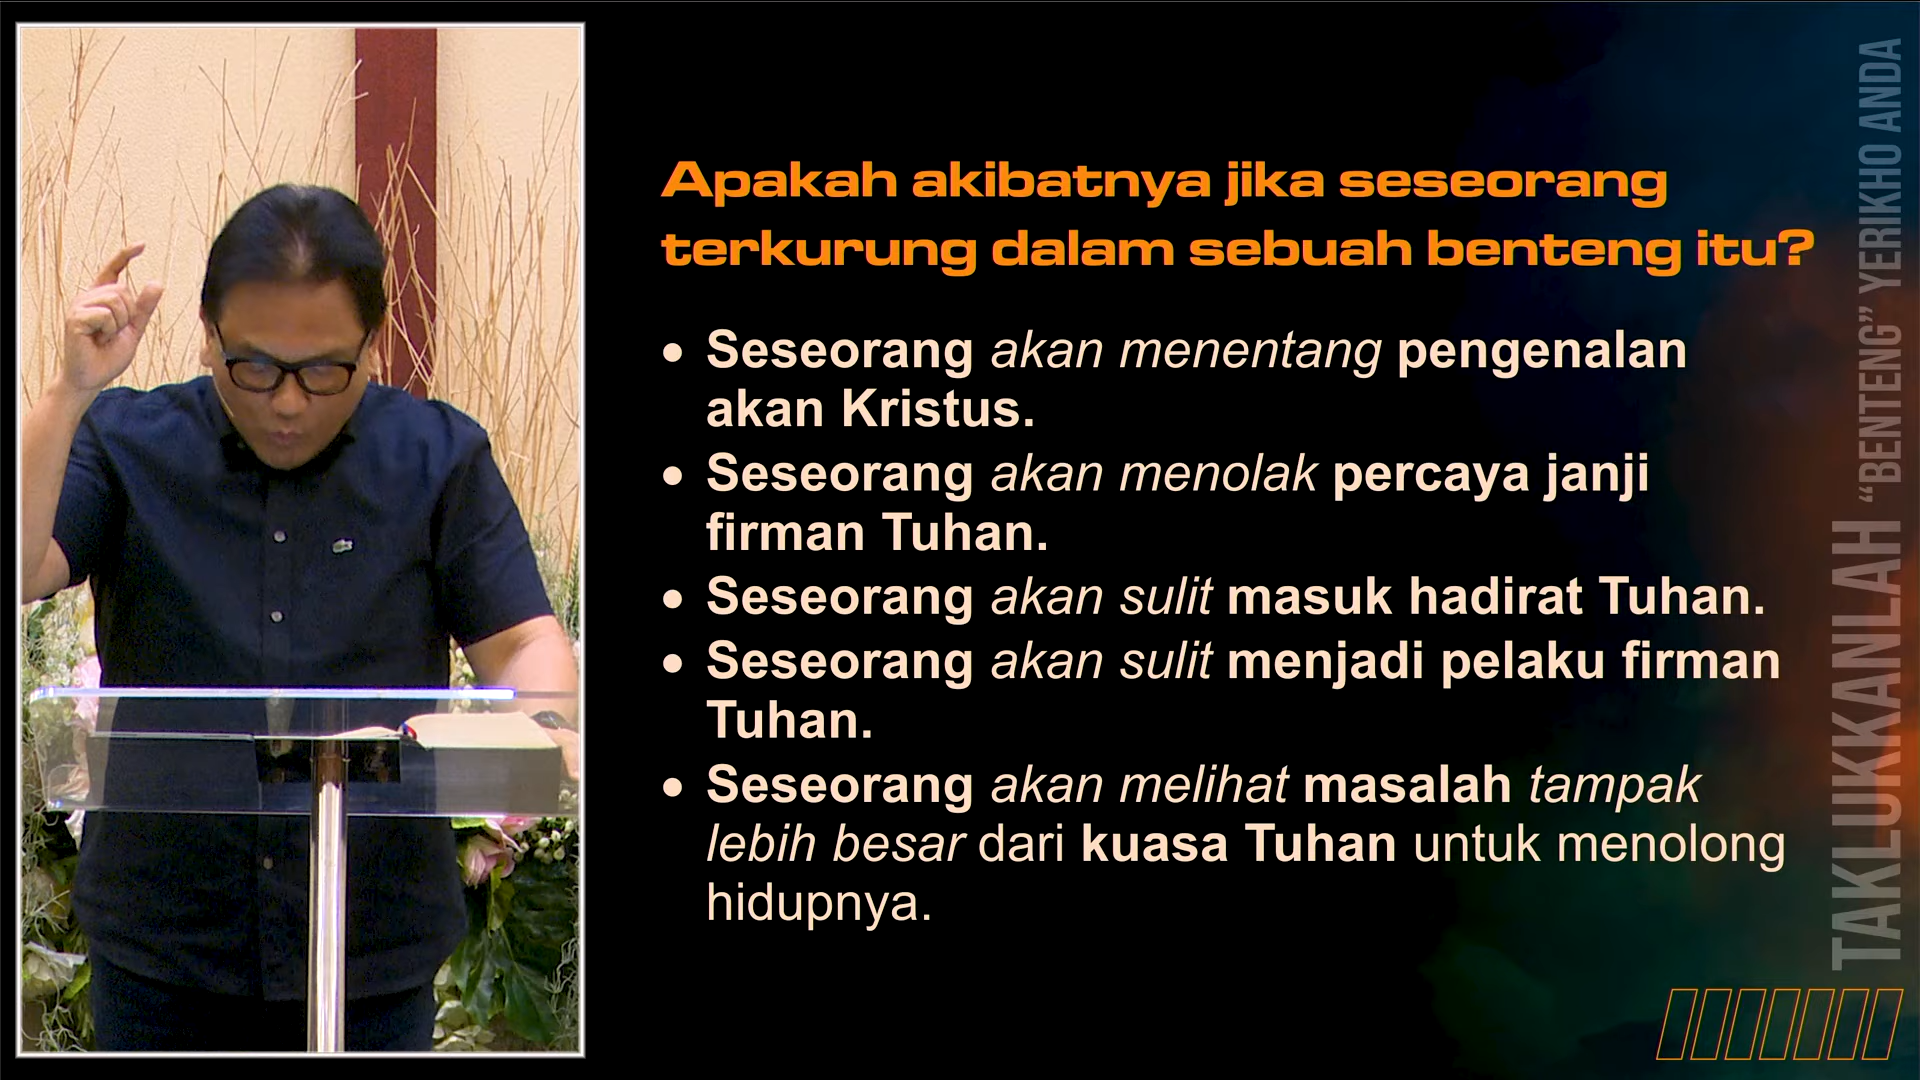 Apakah akibatnya jika seseorang
terkurung dalam sebuah benteng itu?
• Seseorang akan menentang pengenalan
akan Kristus.
• Seseorang akan menolak percaya janji
firman Tuhan.
• Seseorang akan sulit masuk hadirat Tuhan.
• Seseorang akan sulit menjadi pelaku firman
Tuhan.
• Seseorang akan melihat masalah tampak
lebih besar dari kuasa Tuhan untuk menolong
hidupnya.
TAKLUKKANLAH “BENTENG” YERIKHO ANDA